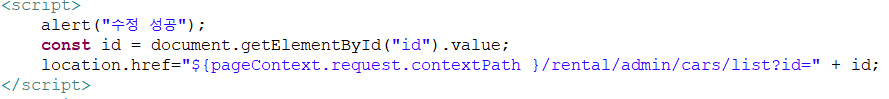 <script>
alert("수정 성공");
const id = document.getElementById("id").value;
location.href="${pageContext.request.contextPath }/rental/admin/cars/list?id=" + id;
</script>